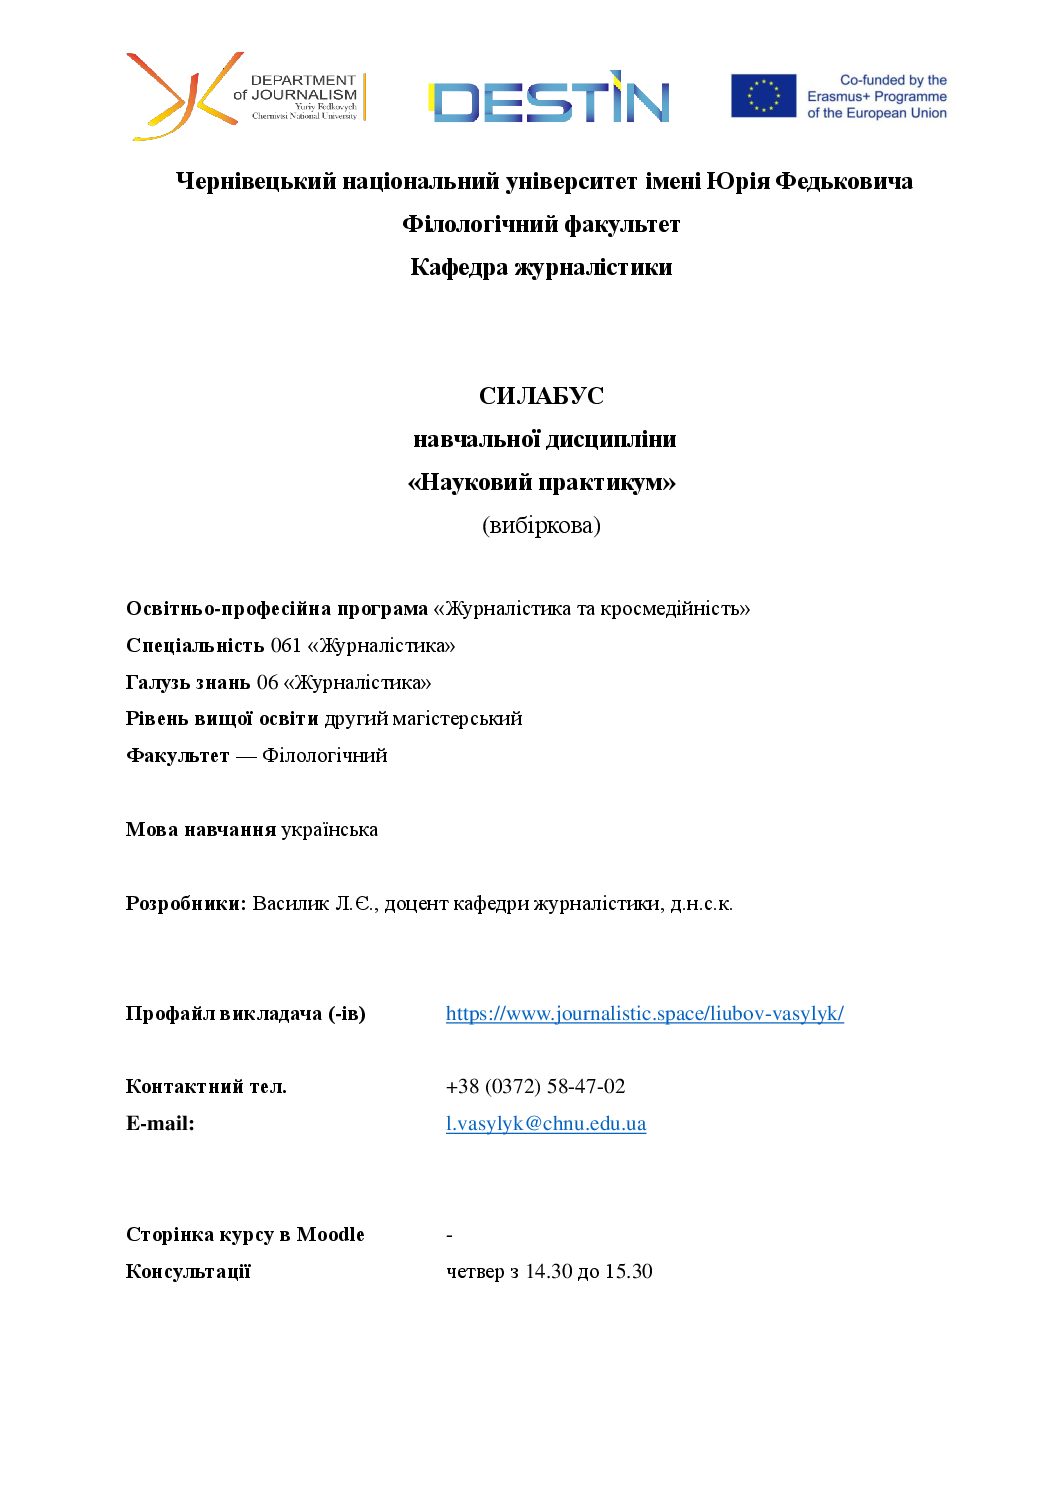 DEPARTMENT
of JOURNALISM
Yuriy Fedkovych
Chernivtsi National University
DESTIN
Co-funded by the
Erasmus+ Programme
of the European Union
Чернівецький національний університет імені Юрія Федьковича
Філологічний факультет
Кафедра журналістики
СИЛАБУС
навчальної дисципліни
«Науковий практикум»
(вибіркова)
Освітньо-професійна програма «Журналістика та кросмедійність»
Спеціальність 061 «Журналістика»
Галузь знань 06 «Журналістика»
Рівень вищої освіти другий магістерський
Факультет — Філологічний
Мова навчання українська
Розробники: Василик Л.Є., доцент кафедри журналістики, д.н.с.к.
Профайл викладача (-ів) https://www.journalistic.space/liubov-vasylyk/
Контактний тел. +38 (0372) 58-47-02
E-mail: l.vasylyk@chnu.edu.ua
Сторінка курсу в Moodle -
Консультації четвер з 14.30 до 15.30